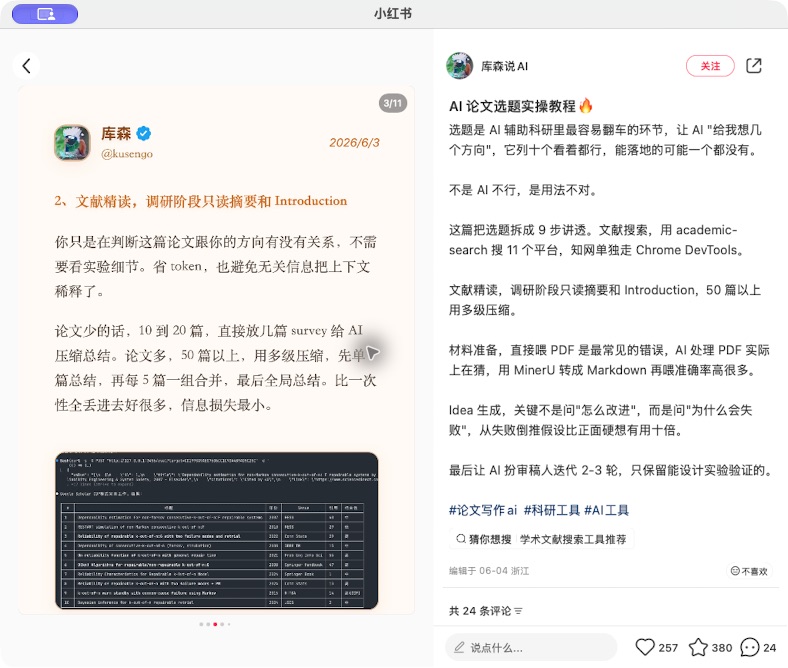 小红书
3/11
库森
@kusengo
2026/6/3
2、文献精读，调研阶段只读摘要和 Introduction
你只是在判断这篇论文跟你的方向有没有关系，不需
要看实验细节。省 token，也避免无关信息把上下文
稀释了。
论文少的话，10 到 20 篇，直接放几篇 survey 给 AI
压缩总结。论文多，50 篇以上，用多级压缩，先单
篇总结，再每 5 篇一组合并，最后全局总结。比一次
性全丢进去好很多，信息损失最小。
库森说AI
关注
AI 论文选题实操教程🔥
选题是 AI 辅助科研里最容易翻车的环节，让 AI "给我想几
个方向"，它列十个看着都行，能落地的可能一个都没有。
不是 AI 不行，是用法不对。
这篇把选题拆成 9 步讲透。文献搜索，用 academic-
search 搜 11 个平台，知网单独走 Chrome DevTools。
文献精读，调研阶段只读摘要和 Introduction，50 篇以上
用多级压缩。
材料准备，直接喂 PDF 是最常见的错误，AI 处理 PDF 实际
上在猜，用 MinerU 转成 Markdown 再喂准确率高很多。
Idea 生成，关键不是问"怎么改进"，而是问"为什么会失
败"，从失败倒推假设比正面硬想有用十倍。
最后让 AI 扮审稿人迭代 2-3 轮，只保留能设计实验验证的。
#论文写作ai #科研工具 #AI工具
猜你想搜 学术文献搜索工具推荐
编辑于 06-04 浙江
不喜欢
共 24 条评论
说点什么...
257
380
24